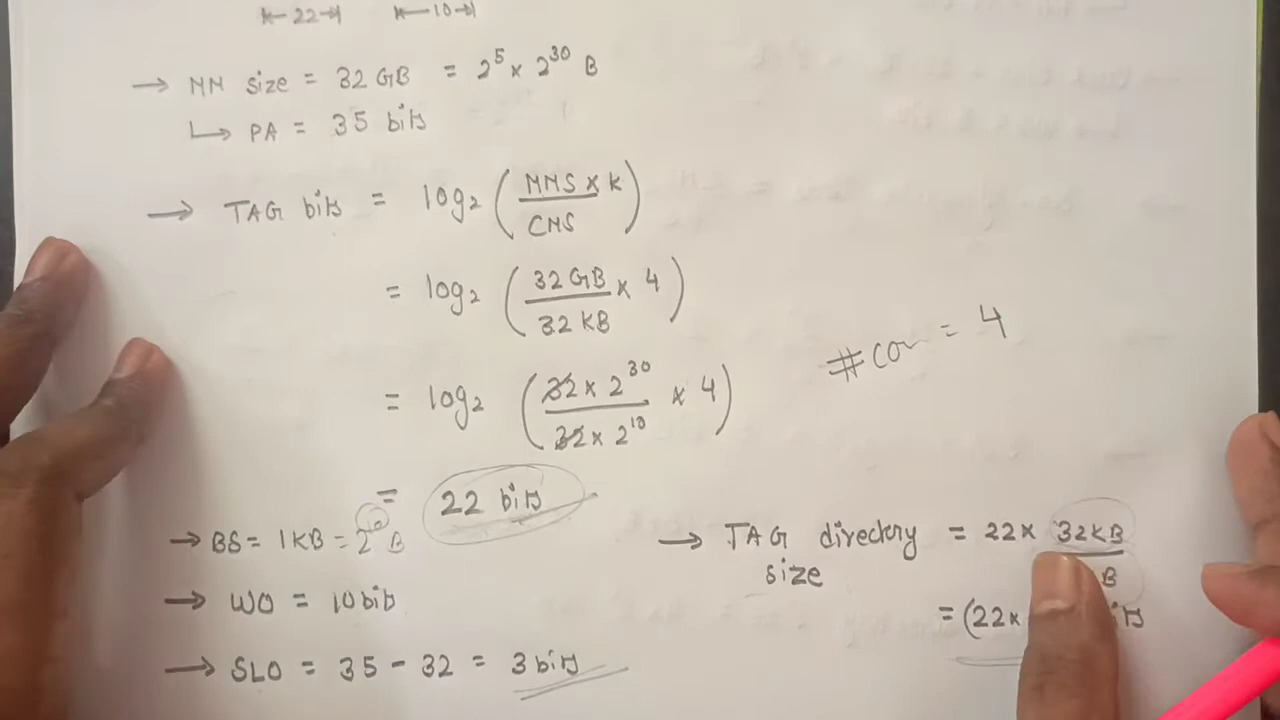 22 10
→ MM size = 32 GB = 2^5 × 2^30 B
↳ PA = 35 bits
→ TAG bits = log₂ (MMS × k / CMS)
= log₂ (32 GB / 32 KB × 4)
#com = 4
= log₂ (32 × 2^30 / 32 × 2^10 × 4)
= 22 bits
→ BS = 1KB = 2^10 B
→ WO = 10 bits
→ SLO = 35 - 32 = 3 bits
→ TAG directory size = 22 × 32KB / B
= (22×